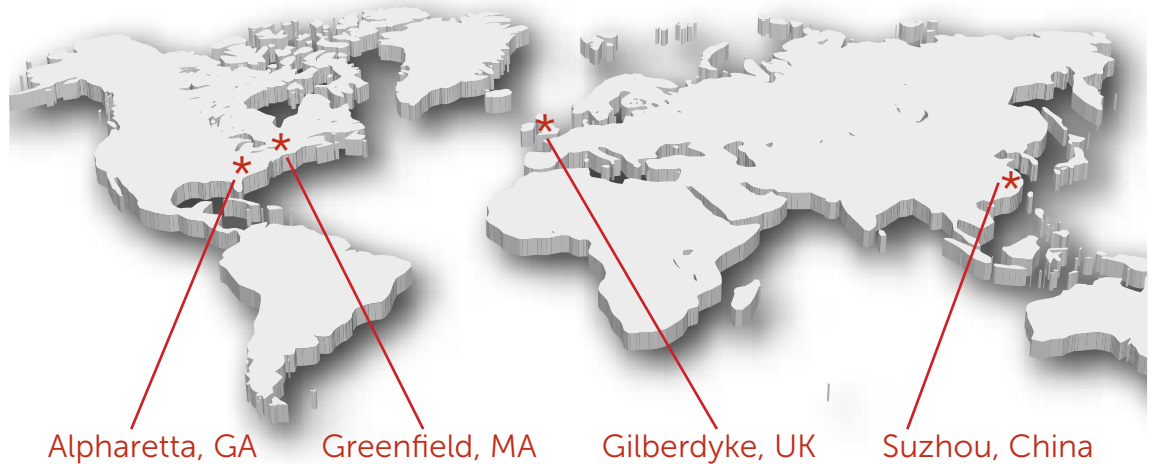 Alpharetta, GA
Greenfield, MA
Gilberdyke, UK
Suzhou, China